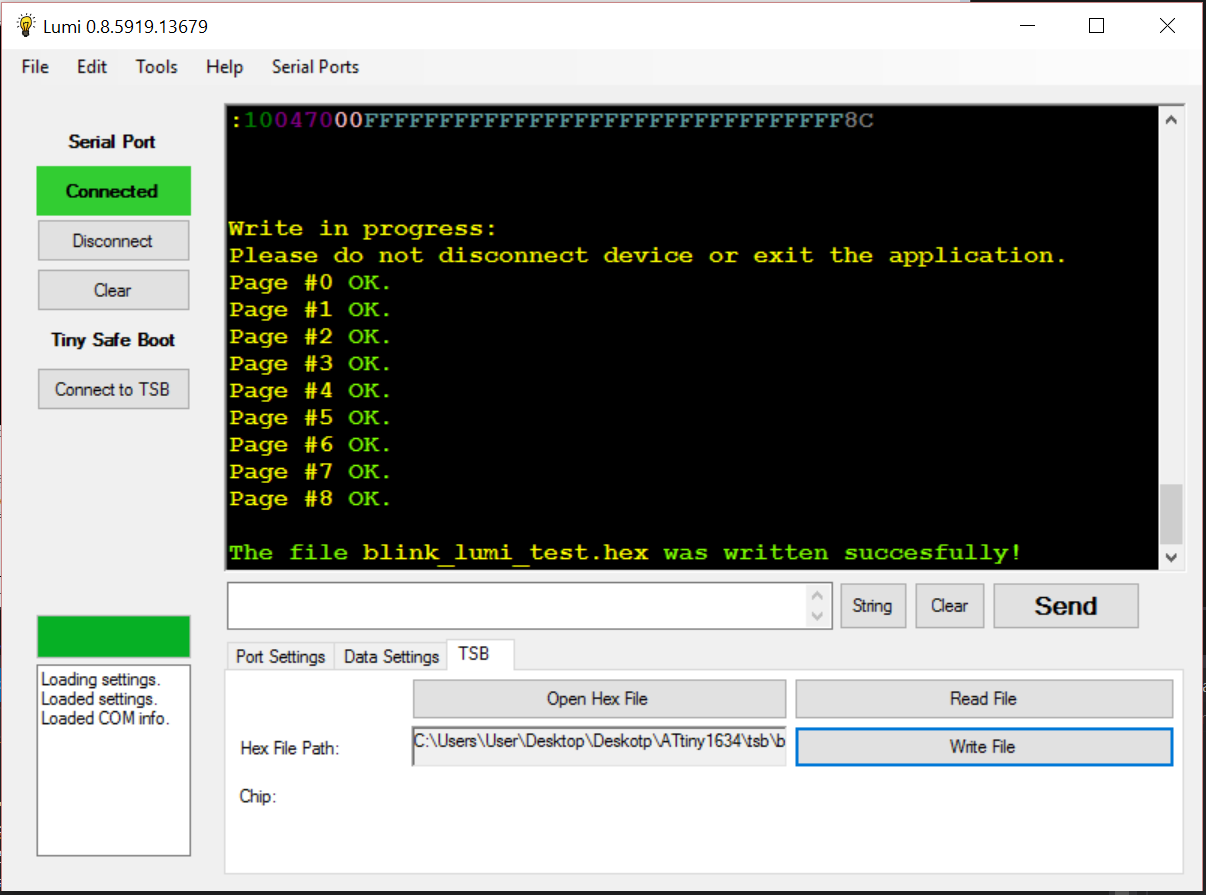 Lumi 0.8.5919.13679
File Edit Tools Help Serial Ports
Serial Port
Connected
Disconnect
Clear
Tiny Safe Boot
Connect to TSB
:10047000FFFFFFFFFFFFFFFFFFFFFFFFFFFFFFFF8C
Write in progress:
Please do not disconnect device or exit the application.
Page #0 OK.
Page #1 OK.
Page #2 OK.
Page #3 OK.
Page #4 OK.
Page #5 OK.
Page #6 OK.
Page #7 OK.
Page #8 OK.
The file blink_lumi_test.hex was written succesfully!
String Clear Send
Loading settings.
Loaded settings.
Loaded COM info.
Port Settings Data Settings TSB
Open Hex File Read File
Hex File Path: C:\Users\User\Desktop\Deskotp\ATtiny1634\tsb\b Write File
Chip: